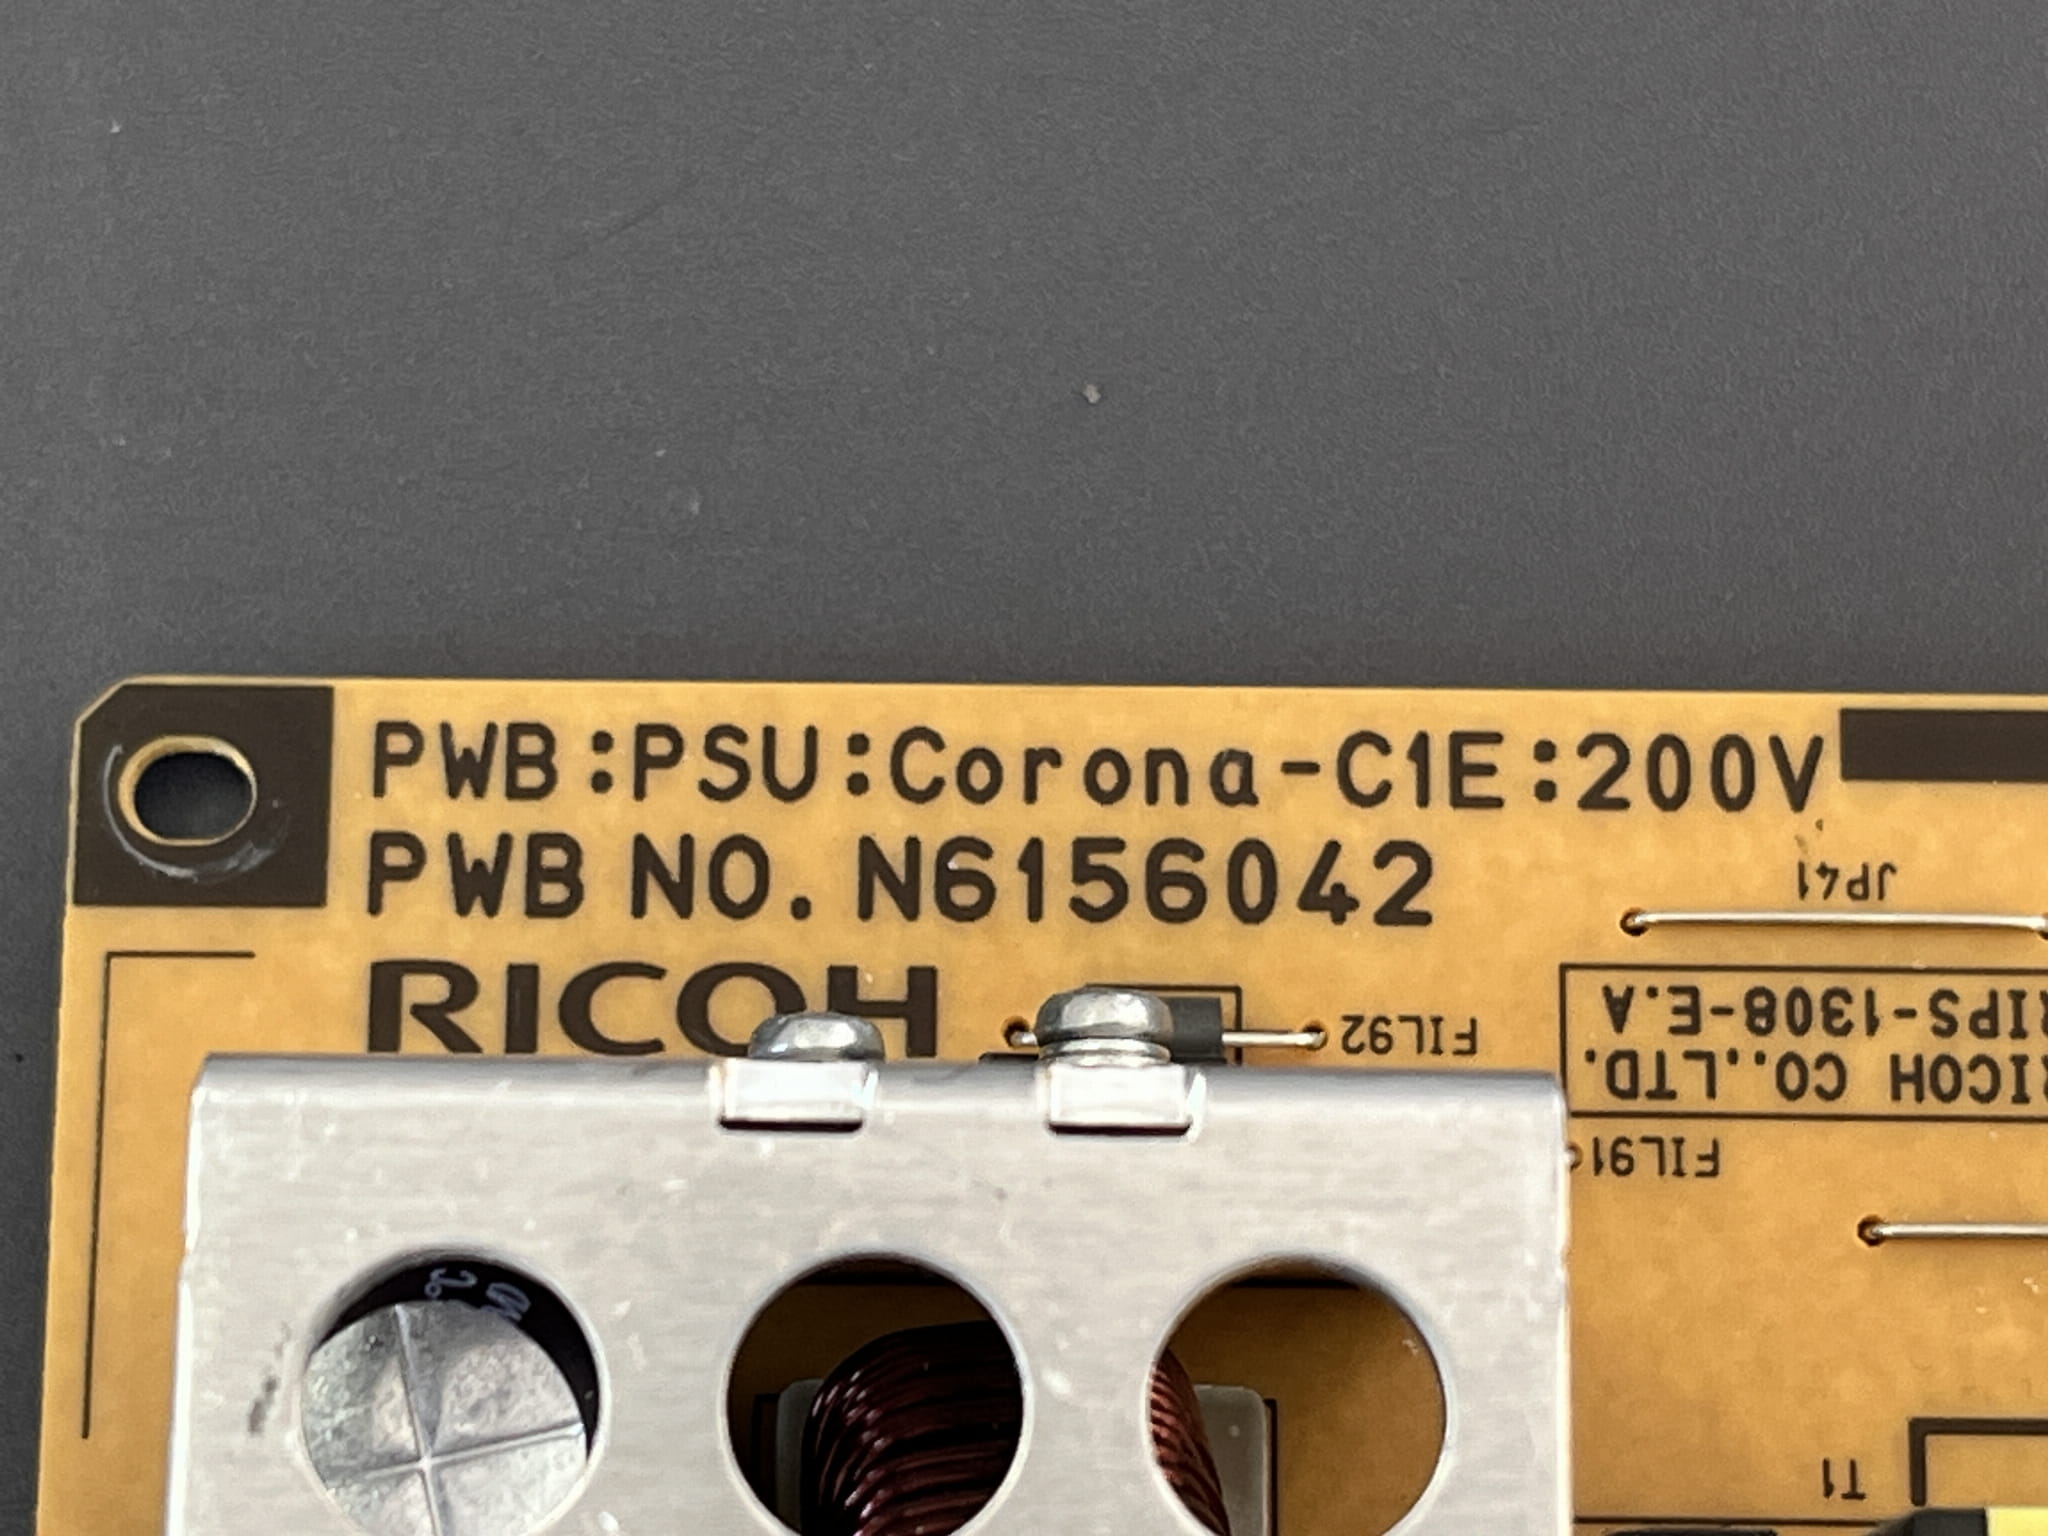 PWB:PSU:Corona-C1E:200V
PWB NO. N6156042
RICOH
JP41
FIL92
RIPS-1308-E.A
RICOH CO.,LTD.
FIL91
T1